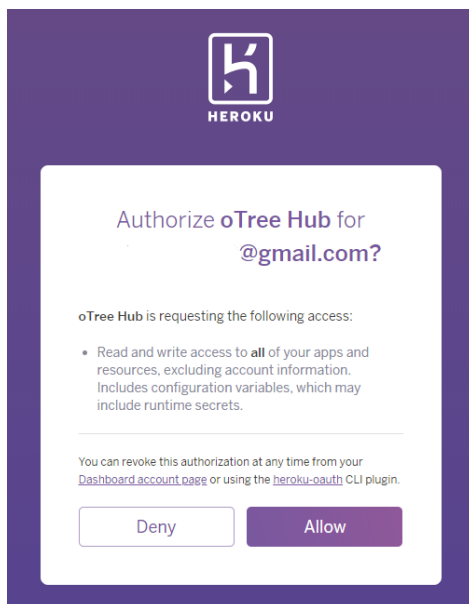 HEROKU
Authorize oTree Hub for
@gmail.com?
oTree Hub is requesting the following access:
• Read and write access to all of your apps and
resources, excluding account information.
Includes configuration variables, which may
include runtime secrets.
You can revoke this authorization at any time from your
Dashboard account page or using the heroku-oauth CLI plugin.
Deny
Allow